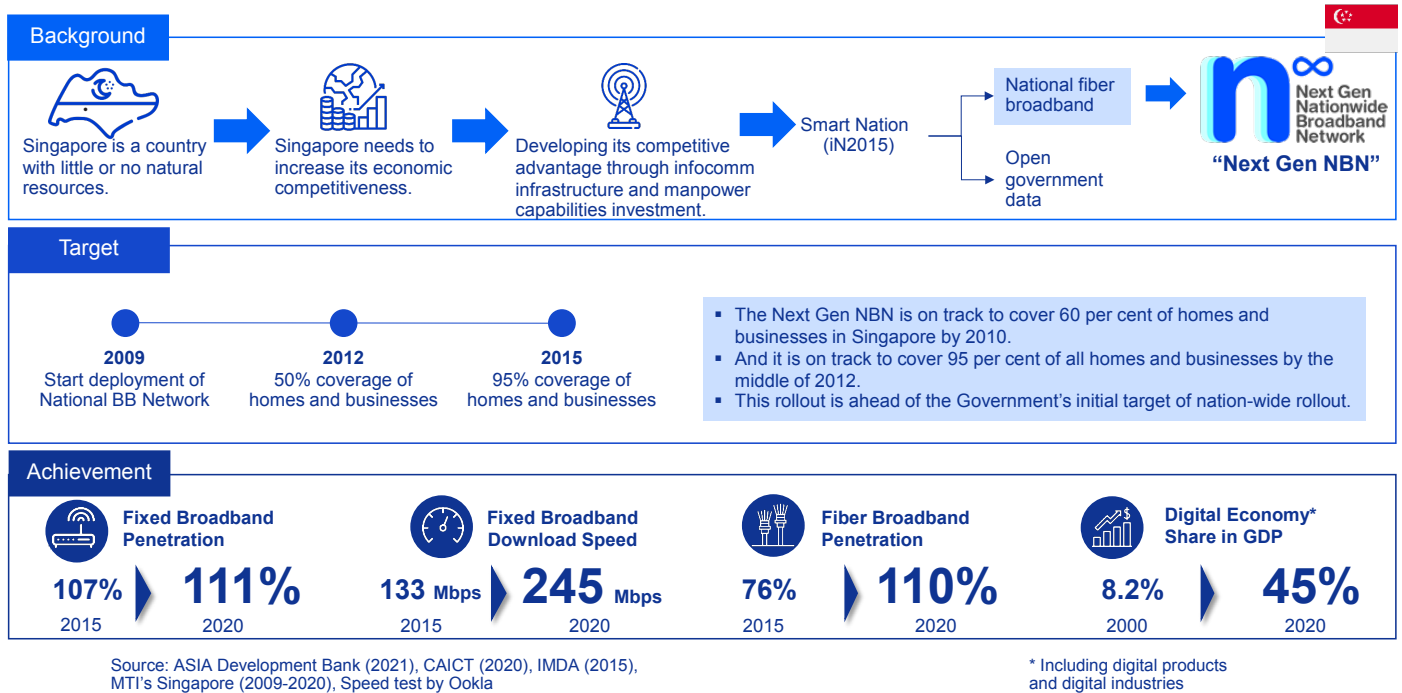 Background
Singapore is a country
with little or no natural
resources.
Singapore needs to
increase its economic
competitiveness.
Developing its competitive
advantage through infocomm
infrastructure and manpower
capabilities investment.
Smart Nation
(iN2015)
National fiber
broadband
Open
government
data
n
Next Gen
Nationwide
Broadband
Network
“Next Gen NBN”
Target
2009
Start deployment of
National BB Network
2012
50% coverage of
homes and businesses
2015
95% coverage of
homes and businesses
▪ The Next Gen NBN is on track to cover 60 per cent of homes and
businesses in Singapore by 2010.
▪ And it is on track to cover 95 per cent of all homes and businesses by the
middle of 2012.
▪ This rollout is ahead of the Government’s initial target of nation-wide rollout.
Achievement
Fixed Broadband
Penetration
107%
2015
111%
2020
Fixed Broadband
Download Speed
133 Mbps
2015
245 Mbps
2020
Fiber Broadband
Penetration
76%
2015
110%
2020
$
Digital Economy*
Share in GDP
8.2%
2000
45%
2020
Source: ASIA Development Bank (2021), CAICT (2020), IMDA (2015),
MTI’s Singapore (2009-2020), Speed test by Ookla
* Including digital products
and digital industries